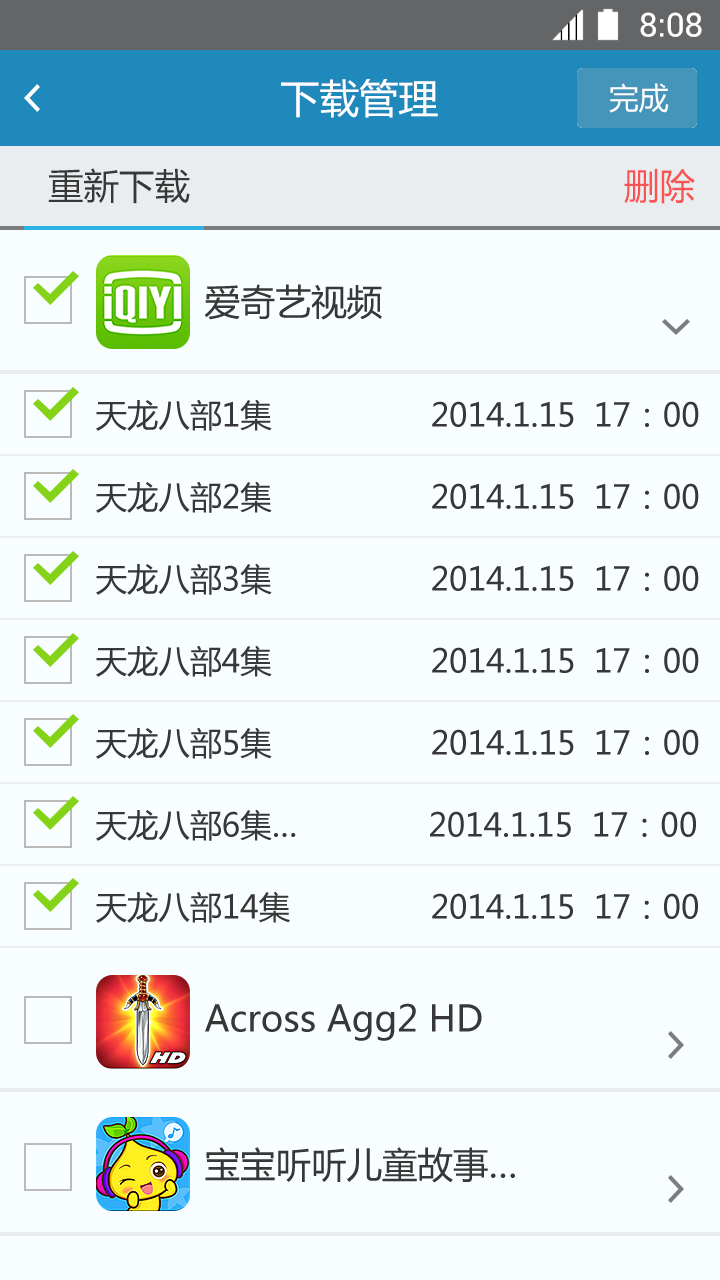 8:08
下载管理 完成
重新下载 删除
iQIYI
爱奇艺视频
天龙八部1集 2014.1.15 17：00
天龙八部2集 2014.1.15 17：00
天龙八部3集 2014.1.15 17：00
天龙八部4集 2014.1.15 17：00
天龙八部5集 2014.1.15 17：00
天龙八部6集... 2014.1.15 17：00
天龙八部14集 2014.1.15 17：00
Across Agg2 HD
HD
宝宝听听儿童故事...